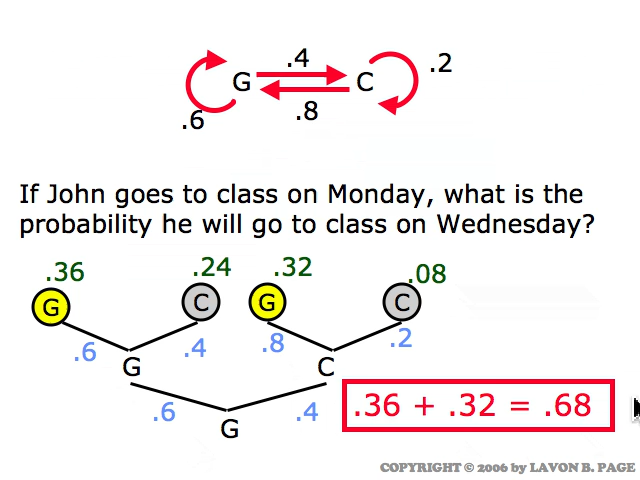 .4
G C .2
.6 .8
If John goes to class on Monday, what is the
probability he will go to class on Wednesday?
.36 .24 .32 .08
G C G C
.6 .4 .8 .2
G C
.6 .4 .36 + .32 = .68
G
COPYRIGHT © 2006 by LAVON B. PAGE